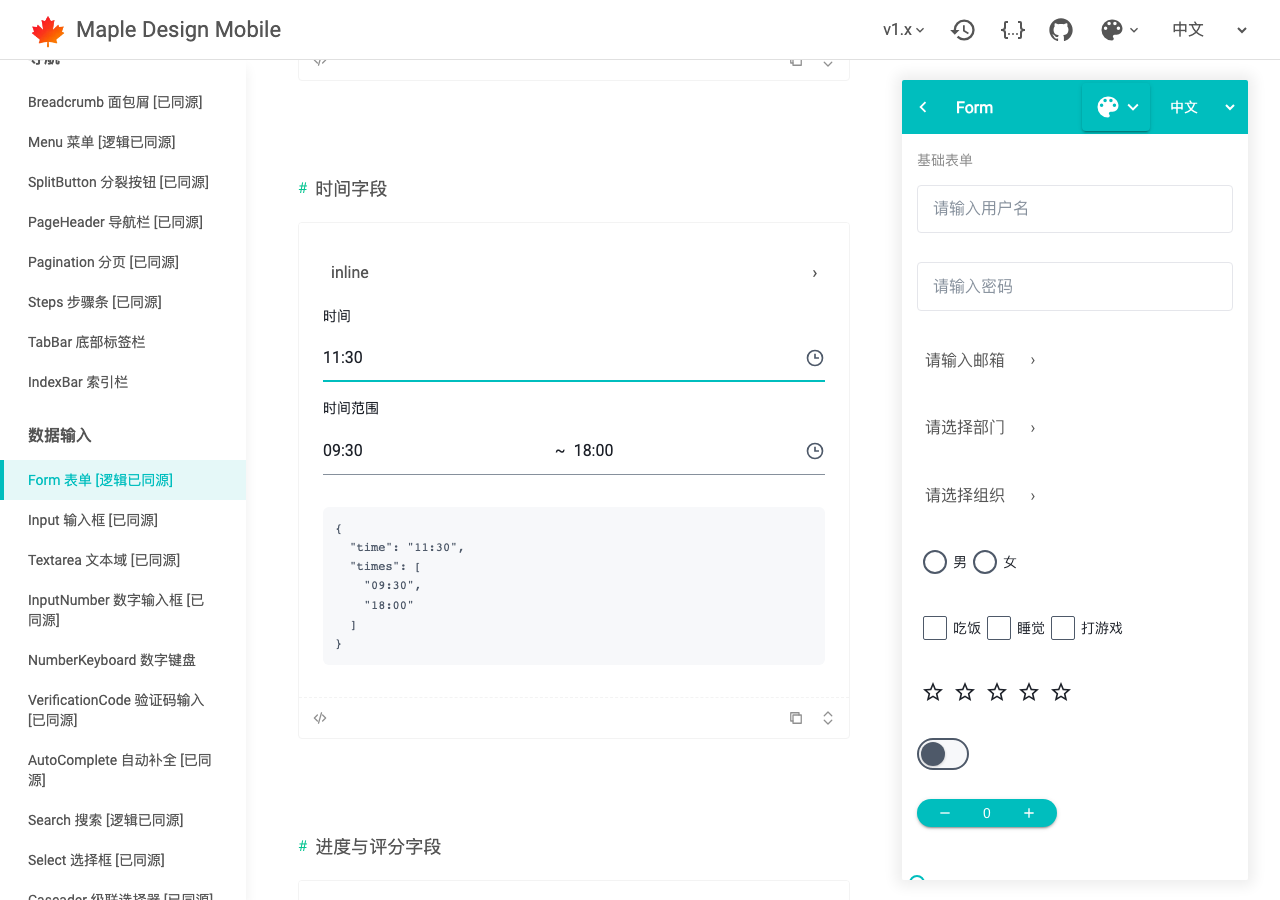 Maple Design Mobile
v1.x
中文
Breadcrumb 面包屑 [已同源]
Menu 菜单 [逻辑已同源]
SplitButton 分裂按钮 [已同源]
PageHeader 导航栏 [已同源]
Pagination 分页 [已同源]
Steps 步骤条 [已同源]
TabBar 底部标签栏
IndexBar 索引栏
数据输入
Form 表单 [逻辑已同源]
Input 输入框 [已同源]
Textarea 文本域 [已同源]
InputNumber 数字输入框 [已
同源]
NumberKeyboard 数字键盘
VerificationCode 验证码输入
[已同源]
AutoComplete 自动补全 [已同
源]
Search 搜索 [逻辑已同源]
Select 选择框 [已同源]
Cascader 级联选择器 [已同源]
# 时间字段
inline
时间
11:30
时间范围
09:30 ~ 18:00
{
"time": "11:30",
"times": [
"09:30",
"18:00"
]
}
# 进度与评分字段
Form
中文
基础表单
请输入用户名
请输入密码
请输入邮箱
请选择部门
请选择组织
男 女
吃饭 睡觉 打游戏
0